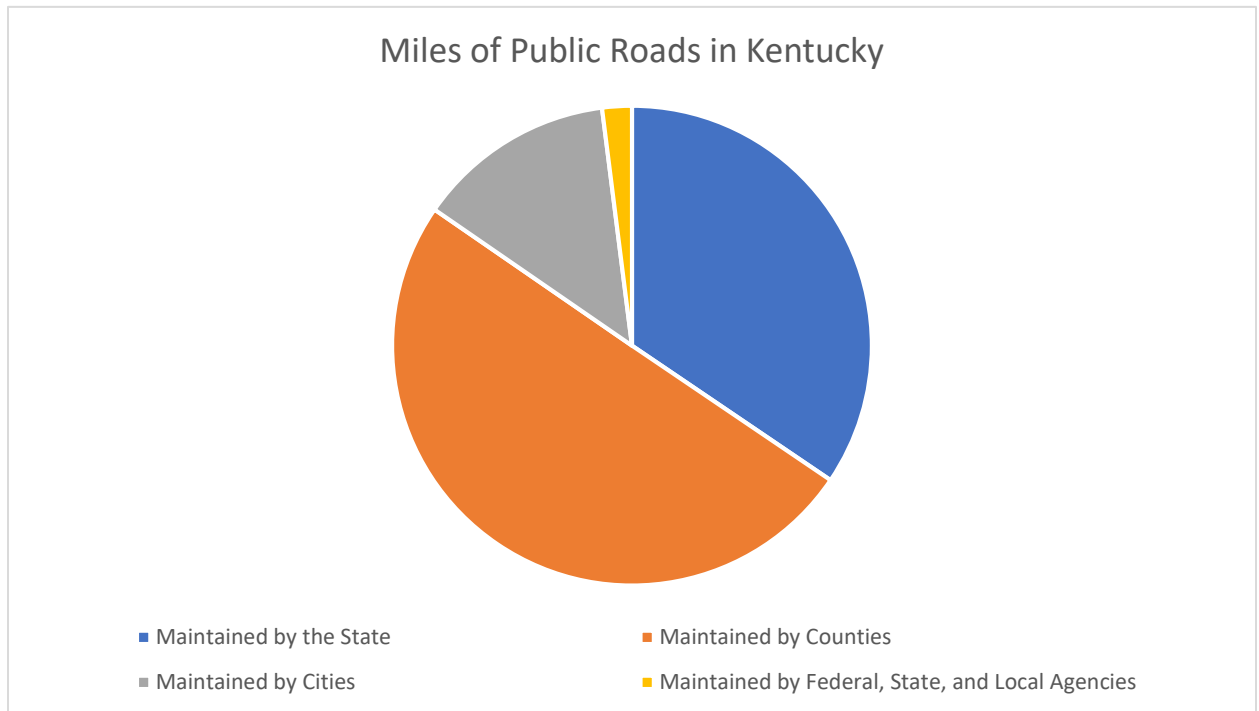 Miles of Public Roads in Kentucky
Maintained by the State
Maintained by Counties
Maintained by Cities
Maintained by Federal, State, and Local Agencies